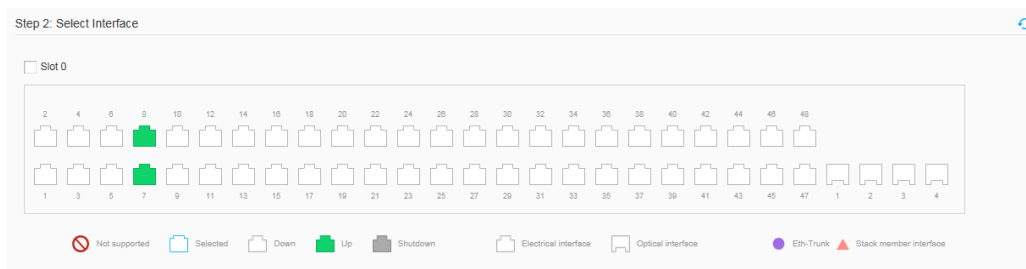 Step 2: Select Interface
Slot 0
2 4 6 8 10 12 14 16 18 20 22 24 26 28 30 32 34 36 38 40 42 44 46 48
1 3 5 7 9 11 13 15 17 19 21 23 25 27 29 31 33 35 37 39 41 43 45 47 1 2 3 4
Not supported Selected Down Up Shutdown Electrical interface Optical interface Eth-Trunk Stack member interface